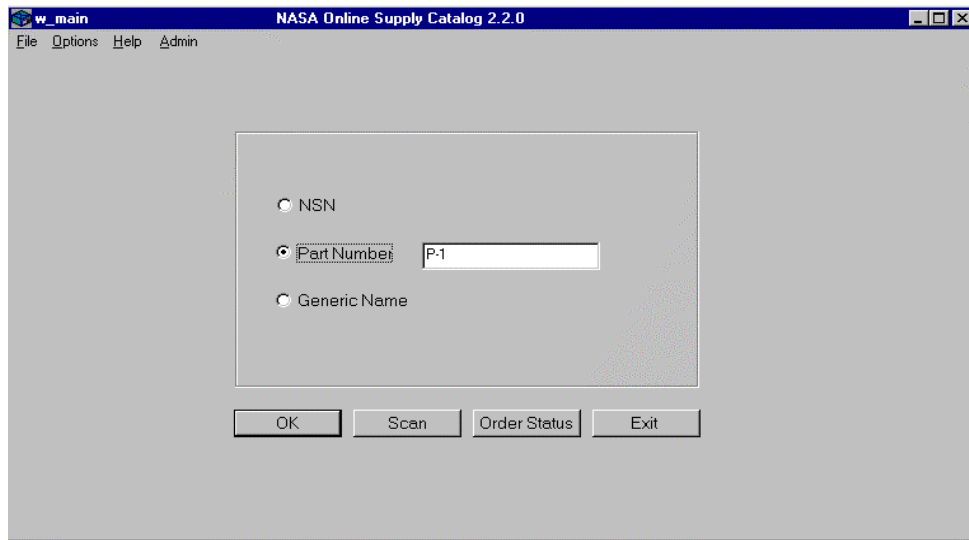 w_main NASA Online Supply Catalog 2.2.0
File Options Help Admin
NSN
Part Number P-1
Generic Name
OK Scan Order Status Exit